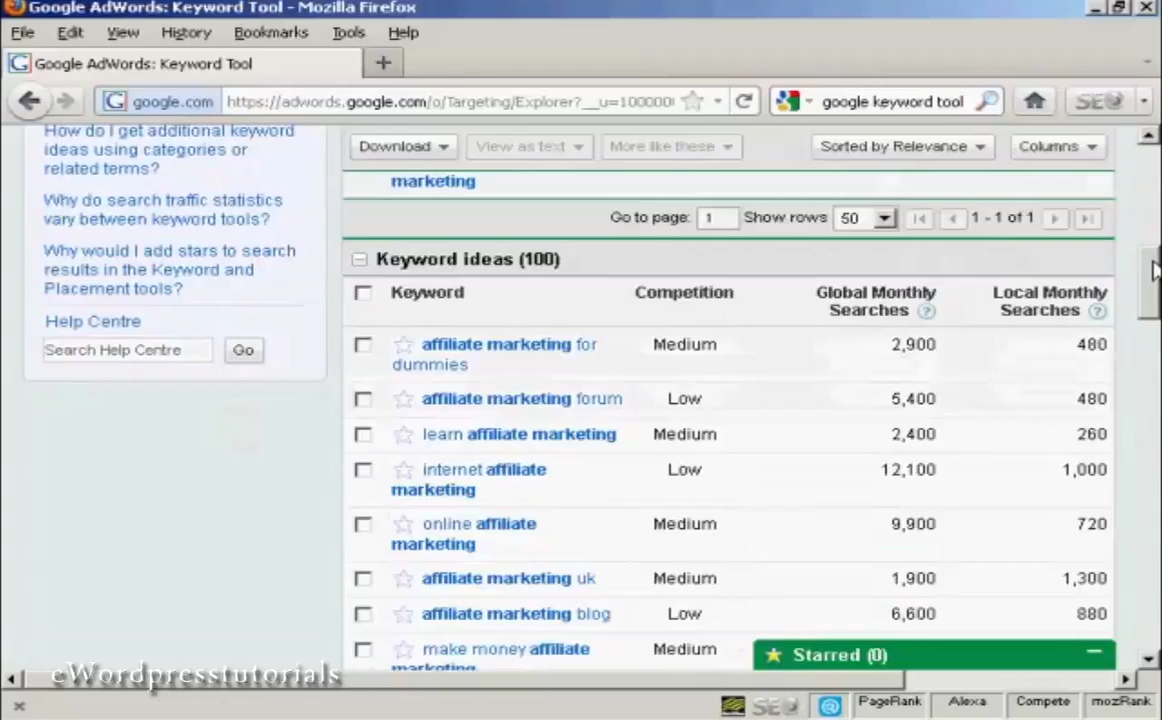 Google AdWords: Keyword Tool - Mozilla Firefox
File Edit View History Bookmarks Tools Help
Google AdWords: Keyword Tool
google.com https://adwords.google.com/o/Targeting/Explorer?__u=100000 google keyword tool SE
How do I get additional keyword
ideas using categories or
related terms?
Why do search traffic statistics
vary between keyword tools?
Why would I add stars to search
results in the Keyword and
Placement tools?
Help Centre
Search Help Centre Go
Download View as text More like these Sorted by Relevance Columns
marketing
Go to page: 1 Show rows 50 1 - 1 of 1
Keyword ideas (100)
Keyword Competition Global Monthly Searches Local Monthly Searches
affiliate marketing for
dummies Medium 2,900 480
affiliate marketing forum Low 5,400 480
learn affiliate marketing Medium 2,400 260
internet affiliate
marketing Low 12,100 1,000
online affiliate
marketing Medium 9,900 720
affiliate marketing uk Medium 1,900 1,300
affiliate marketing blog Low 6,600 880
make money affiliate
marketing Medium
Starred (0)
eWordpresstutorials
SE PageRank Alexa Compete mozRank